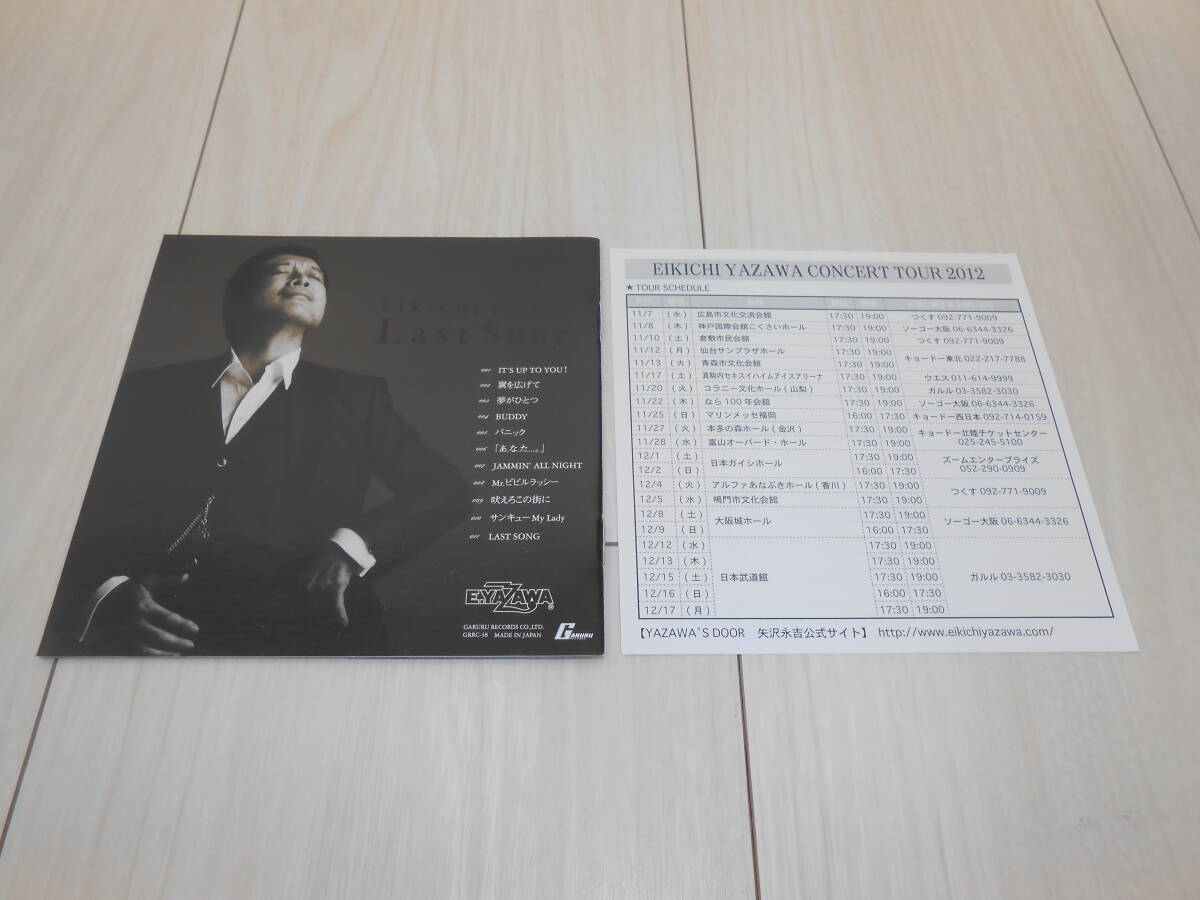 EIKICHI YAZAWA
Last Song
001 IT'S UP TO YOU!
002 翼を広げて
003 夢がひとつ
004 BUDDY
005 パニック
006 「あ.な.た...。」
007 JAMMIN' ALL NIGHT
008 Mr.ビビルラッシー
009 吠えろこの街に
010 サンキュー My Lady
011 LAST SONG
E.YAZAWA®
GARURU RECORDS CO.,LTD.
GRRC-38 MADE IN JAPAN
GARURU
EIKICHI YAZAWA CONCERT TOUR 2012
★ TOUR SCHEDULE
11/7 (水) 広島市文化交流会館 17:30 19:00 つくす 092-771-9009
11/8 (木) 神戸国際会館こくさいホール 17:30 19:00 ソーゴー大阪 06-6344-3326
11/10 (土) 倉敷市民会館 17:30 19:00 つくす 092-771-9009
11/12 (月) 仙台サンプラザホール 17:30 19:00 キョードー東北 022-217-7788
11/13 (火) 青森市文化会館 17:30 19:00
11/17 (土) 真駒内セキスイハイムアイスアリーナ 17:30 19:00 ウエス 011-614-9999
11/20 (火) コラニー文化ホール (山梨) 17:30 19:00 ガルル 03-3582-3030
11/22 (木) なら100年会館 17:30 19:00 ソーゴー大阪 06-6344-3326
11/25 (日) マリンメッセ福岡 16:00 17:30 キョードー西日本 092-714-0159
11/27 (火) 本多の森ホール (金沢) 17:30 19:00 キョードー北陸チケットセンター
11/28 (水) 富山オーバード・ホール 17:30 19:00 025-245-5100
12/1 (土) 日本ガイシホール 17:30 19:00 ズームエンタープライズ
12/2 (日) 16:00 17:30 052-290-0909
12/4 (火) アルファあなぶきホール (香川) 17:30 19:00 つくす 092-771-9009
12/5 (水) 鳴門市文化会館 17:30 19:00
12/8 (土) 大阪城ホール 17:30 19:00 ソーゴー大阪 06-6344-3326
12/9 (日) 16:00 17:30
12/12 (水) 17:30 19:00
12/13 (木) 17:30 19:00
12/15 (土) 日本武道館 17:30 19:00 ガルル 03-3582-3030
12/16 (日) 16:00 17:30
12/17 (月) 17:30 19:00
【YAZAWA'S DOOR 矢沢永吉公式サイト】 http://www.eikichiyazawa.com/